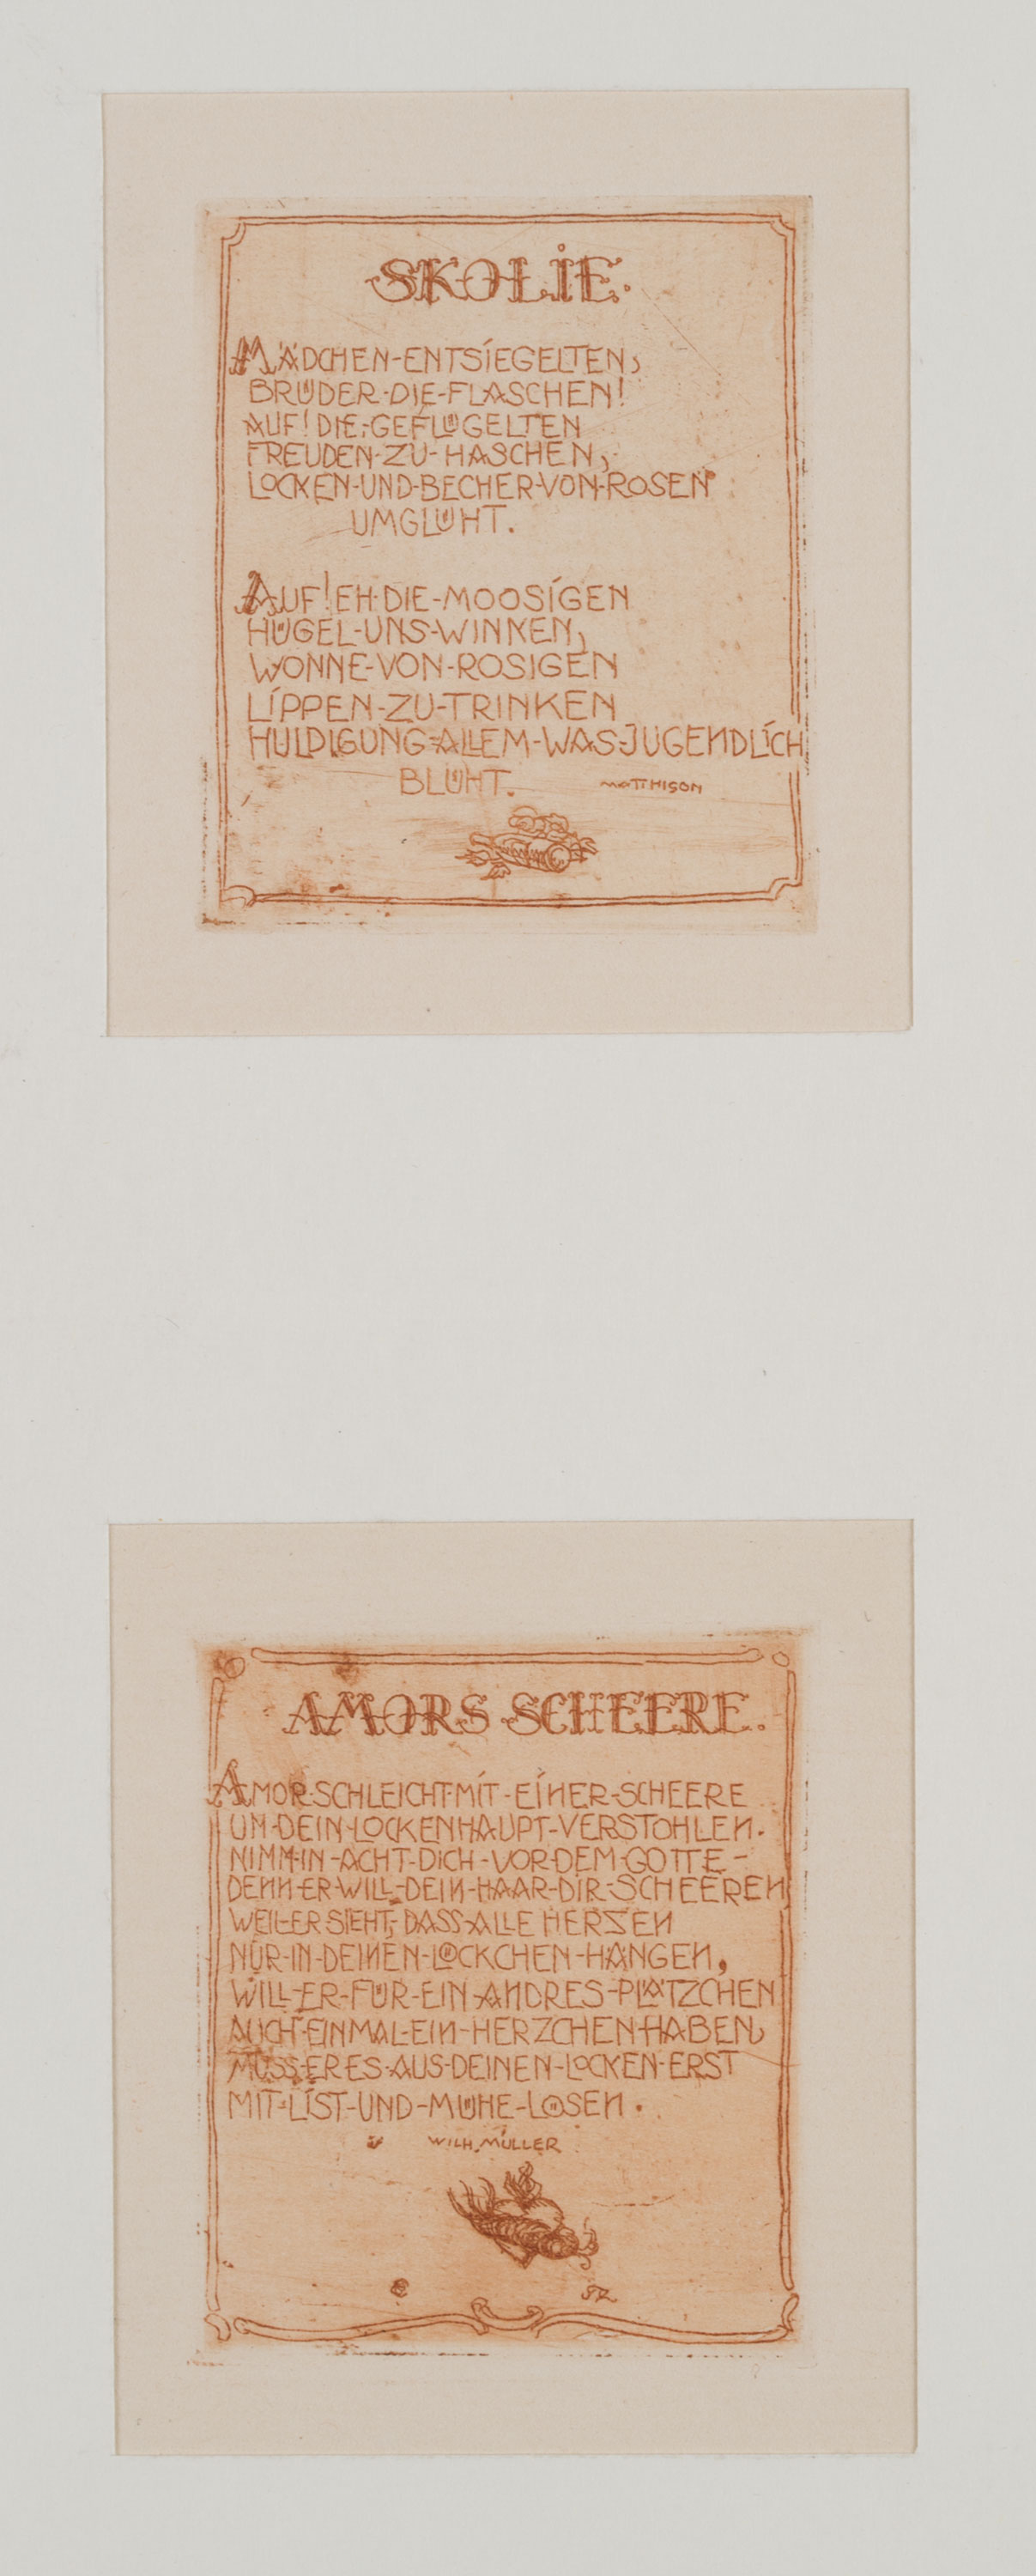 SKOLIE.
MÄDCHEN-ENTSIEGELTEN,
BRÜDER-DIE-FLASCHEN!
AUF! DIE-GEFLÜGELTEN
FREUDEN-ZU-HASCHEN,
LOCKEN-UND-BECHER-VON-ROSEN
UMGLÜHT.
AUF! EH-DIE-MOOSIGEN
HÜGEL-UNS-WINKEN,
WONNE-VON-ROSIGEN
LIPPEN-ZU-TRINKEN
HULDIGUNG-ALLEM-WAS-JUGENDLICH
BLÜHT.
MATTHISON
AMORS SCHEERE.
AMOR-SCHLEICHT-MIT-EINER-SCHEERE
UM-DEIN-LOCKENHAUPT-VERSTOHLEN.
NIMM-IN-ACHT-DICH-VOR-DEM-GOTTE-
DENN-ER-WILL-DEIN-HAAR-DIR-SCHEEREN
WEIL-ER SIEHT, DASS-ALLE HERZEN
NUR-IN-DEINEN-LÖCKCHEN-HÄNGEN,
WILL-ER-FÜR-EIN-ANDRES-PLÄTZCHEN
AUCH-EINMAL-EIN-HERZCHEN-HABEN,
MUSS-ER ES-AUS-DEINEN-LOCKEN-ERST
MIT-LIST-UND-MÜHE-LÖSEN.
WILH. MÜLLER